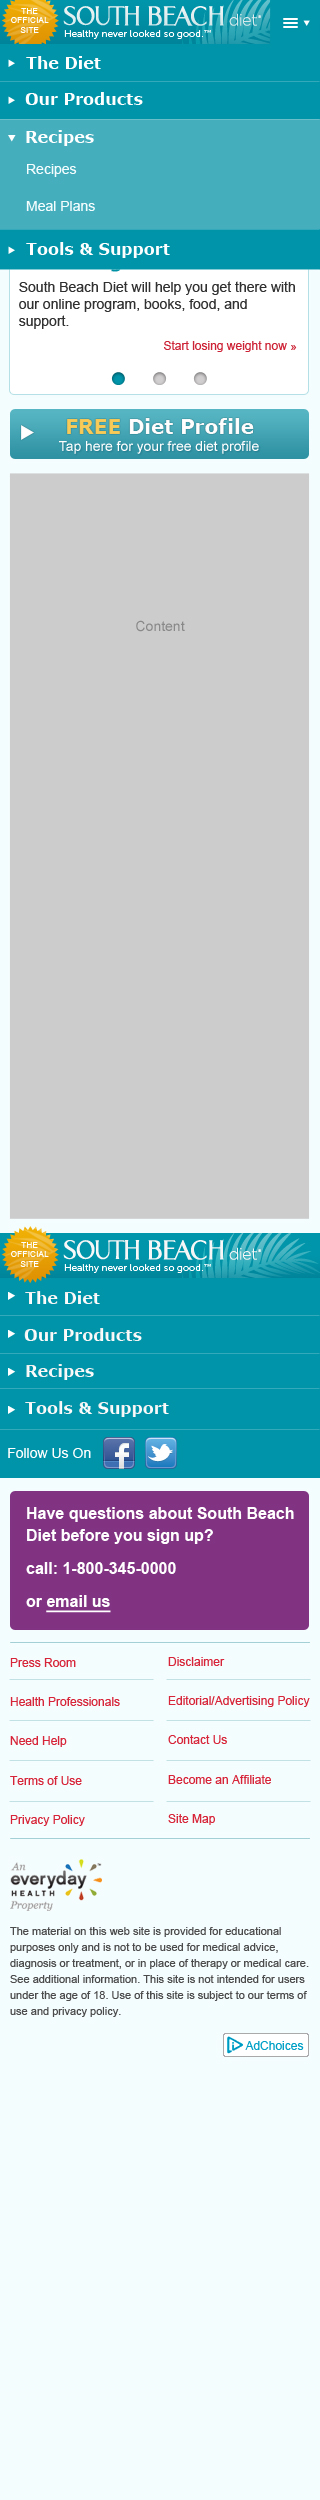 THE
OFFICIAL
SITE
SOUTH BEACH diet*
Healthy never looked so good.™
The Diet
Our Products
Recipes
Recipes
Meal Plans
Tools & Support
South Beach Diet will help you get there with
our online program, books, food, and
support.
Start losing weight now »
FREE Diet Profile
Tap here for your free diet profile
Content
THE
OFFICIAL
SITE
SOUTH BEACH diet*
Healthy never looked so good.™
The Diet
Our Products
Recipes
Tools & Support
Follow Us On
Have questions about South Beach
Diet before you sign up?
call: 1-800-345-0000
or email us
Press Room
Disclaimer
Health Professionals
Editorial/Advertising Policy
Need Help
Contact Us
Terms of Use
Become an Affiliate
Privacy Policy
Site Map
An
everyday
HEALTH
Property
The material on this web site is provided for educational
purposes only and is not to be used for medical advice,
diagnosis or treatment, or in place of therapy or medical care.
See additional information. This site is not intended for users
under the age of 18. Use of this site is subject to our terms of
use and privacy policy.
AdChoices